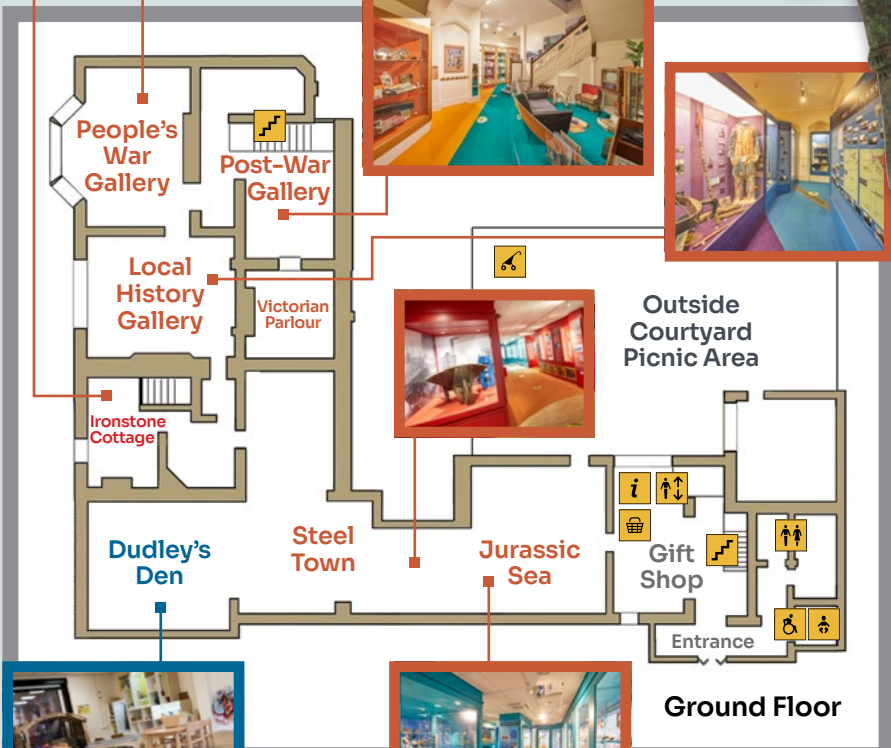 People's
War
Gallery
Post-War
Gallery
Local
History
Gallery
Victorian
Parlour
Outside
Courtyard
Picnic Area
Ironstone
Cottage
Dudley's
Den
Steel
Town
Jurassic
Sea
i
Gift
Shop
Entrance
Ground Floor